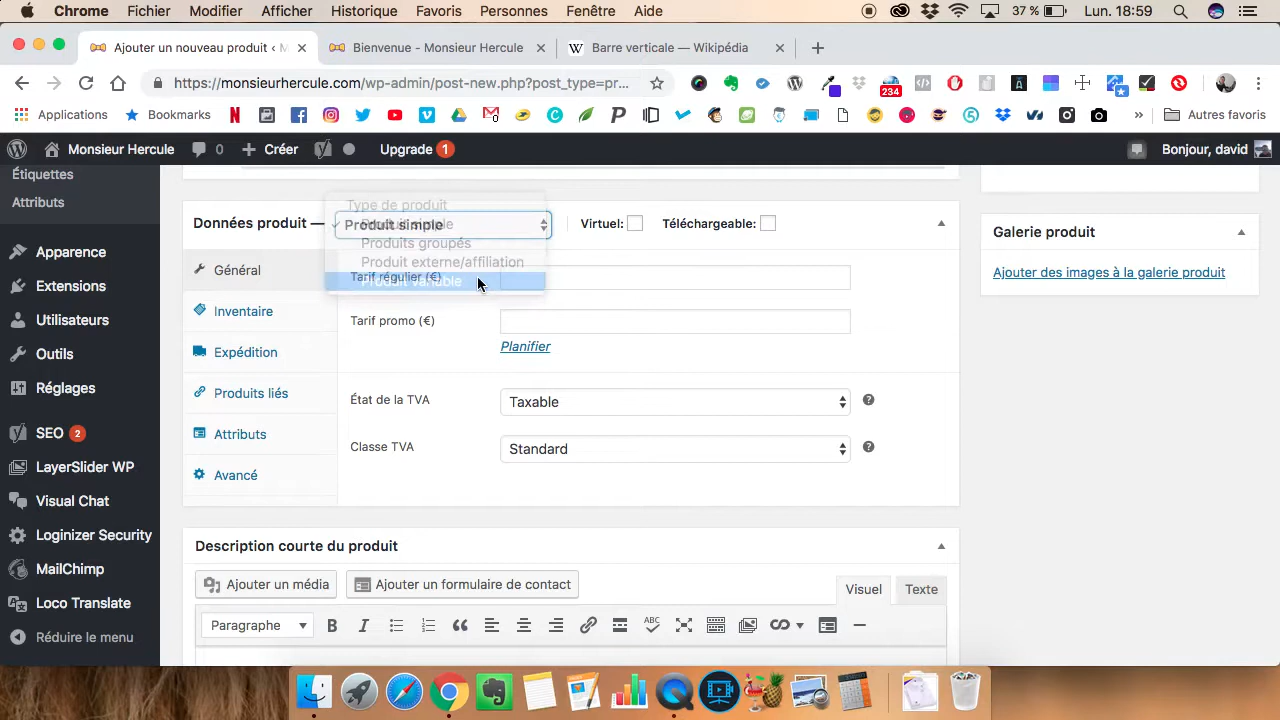 Chrome Fichier Modifier Afficher Historique Favoris Personnes Fenêtre Aide 37 % Lun. 18:59
Ajouter un nouveau produit ‹ M
Bienvenue - Monsieur Hercule
Barre verticale — Wikipédia
https://monsieurhercule.com/wp-admin/post-new.php?post_type=pr...
234
Applications Bookmarks » Autres favoris
Monsieur Hercule 0 Créer Upgrade 1 Bonjour, david
Étiquettes
Attributs
Apparence
Extensions
Utilisateurs
Outils
Réglages
SEO 2
LayerSlider WP
Visual Chat
Loginizer Security
MailChimp
Loco Translate
Réduire le menu
Données produit —
Type de produit
Produit simple
Produit simple
Produits groupés
Produit externe/affiliation
Produit variable
Virtuel:
Téléchargeable:
Général
Inventaire
Expédition
Produits liés
Attributs
Avancé
Tarif régulier (€)
Tarif promo (€)
Planifier
État de la TVA Taxable
Classe TVA Standard
Galerie produit
Ajouter des images à la galerie produit
Description courte du produit
Ajouter un média
Ajouter un formulaire de contact
Visuel Texte
Paragraphe B I ABC